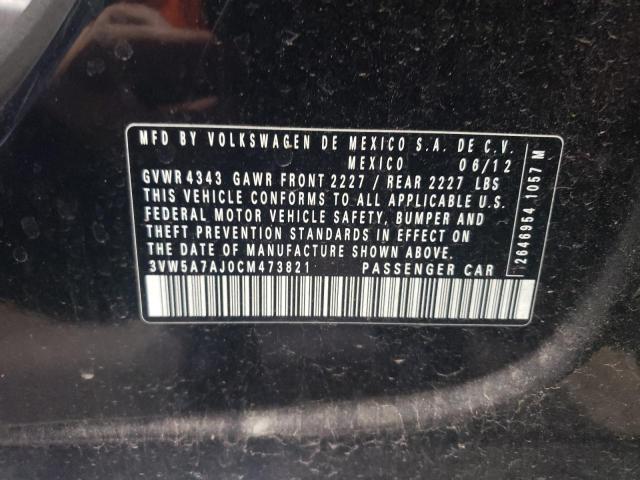 MFD BY VOLKSWAGEN DE MEXICO S.A. DE C.V.
MEXICO 06/12
GVWR 4343 GAWR FRONT 2227 / REAR 2227 LBS
THIS VEHICLE CONFORMS TO ALL APPLICABLE U.S.
FEDERAL MOTOR VEHICLE SAFETY, BUMPER AND
THEFT PREVENTION STANDARDS IN EFFECT ON
THE DATE OF MANUFACTURE SHOWN ABOVE.
3VW5A7AJ0CM473821 PASSENGER CAR
2646954 1057 M